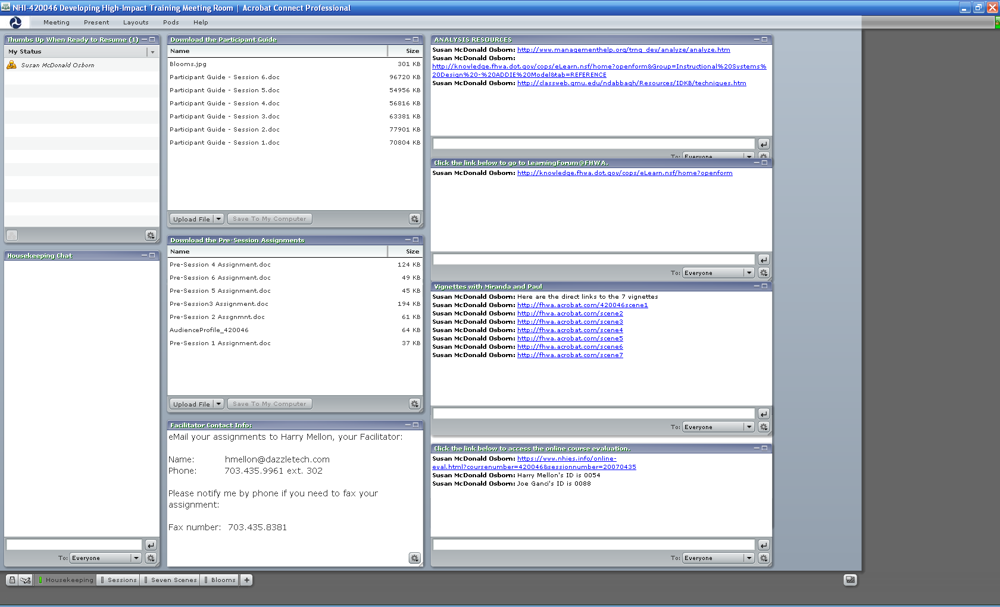 NHI-420046 Developing High-Impact Training Meeting Room | Acrobat Connect Professional
Meeting Present Layouts Pods Help
Thumbs Up When Ready to Resume (1)
My Status
Susan McDonald Osborn
Housekeeping Chat
To: Everyone
Download the Participant Guide
Name Size
Blooms.jpg 301 KB
Participant Guide - Session 6.doc 96720 KB
Participant Guide - Session 5.doc 54956 KB
Participant Guide - Session 4.doc 56816 KB
Participant Guide - Session 3.doc 63381 KB
Participant Guide - Session 2.doc 77901 KB
Participant Guide - Session 1.doc 70804 KB
Upload File Save To My Computer
Download the Pre-Session Assignments
Name Size
Pre-Session 4 Assignment.doc 124 KB
Pre-Session 6 Assignment.doc 49 KB
Pre-Session 5 Assignment.doc 45 KB
Pre-Session3 Assignment.doc 194 KB
Pre-Session 2 Assgnmnt.doc 61 KB
AudienceProfile_420046 64 KB
Pre-Session 1 Assignment.doc 37 KB
Upload File Save To My Computer
Facilitator Contact Info:
eMail your assignments to Harry Mellon, your Facilitator:
Name: hmellon@dazzletech.com
Phone: 703.435.9961 ext. 302
Please notify me by phone if you need to fax your
assignment:
Fax number: 703.435.8381
ANALYSIS RESOURCES
Susan McDonald Osborn: http://www.managementhelp.org/trng_dev/analyze/analyze.htm
Susan McDonald Osborn:
http://knowledge.fhwa.dot.gov/cops/eLearn.nsf/home?openform&Group=Instructional%20Systems%
20Design%20-%20ADDIE%20Model&tab=REFERENCE
Susan McDonald Osborn: http://classweb.gmu.edu/ndabbagh/Resources/IDKB/techniques.htm
To: Everyone
Click the link below to go to LearningForum@FHWA.
Susan McDonald Osborn: http://knowledge.fhwa.dot.gov/cops/eLearn.nsf/home?openform
To: Everyone
Vignettes with Miranda and Paul
Susan McDonald Osborn: Here are the direct links to the 7 vignettes
Susan McDonald Osborn: http://fhwa.acrobat.com/420046scene1
Susan McDonald Osborn: http://fhwa.acrobat.com/scene2
Susan McDonald Osborn: http://fhwa.acrobat.com/scene3
Susan McDonald Osborn: http://fhwa.acrobat.com/scene4
Susan McDonald Osborn: http://fhwa.acrobat.com/scene5
Susan McDonald Osborn: http://fhwa.acrobat.com/scene6
Susan McDonald Osborn: http://fhwa.acrobat.com/scene7
To: Everyone
Click the link below to access the online course evaluation.
Susan McDonald Osborn: https://www.nhies.info/online-
eval.html?coursenumber=420046&sessionnumber=20070435
Susan McDonald Osborn: Harry Mellon's ID is 0054
Susan McDonald Osborn: Joe Ganci's ID is 0088
To: Everyone
Housekeeping Sessions Seven Scenes Blooms +